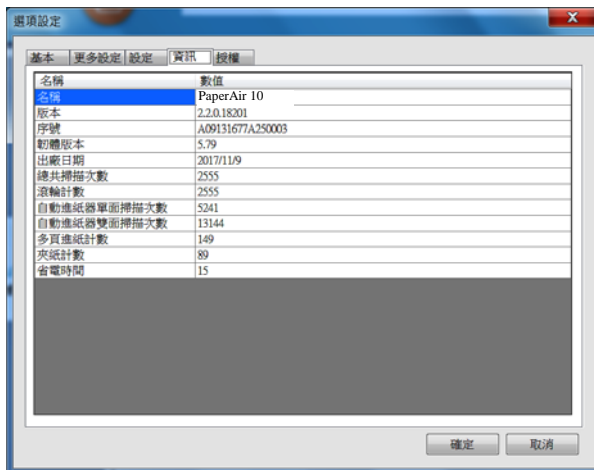 選項設定
基本 更多設定 設定 資訊 授權
名稱 數值
名稱 PaperAir 10
版本 2.2.0.18201
序號 A09131677A250003
韌體版本 5.79
出廠日期 2017/11/9
總共掃描次數 2555
滾輪計數 2555
自動進紙器單面掃描次數 5241
自動進紙器雙面掃描次數 13144
多頁進紙計數 149
夾紙計數 89
省電時間 15
確定 取消